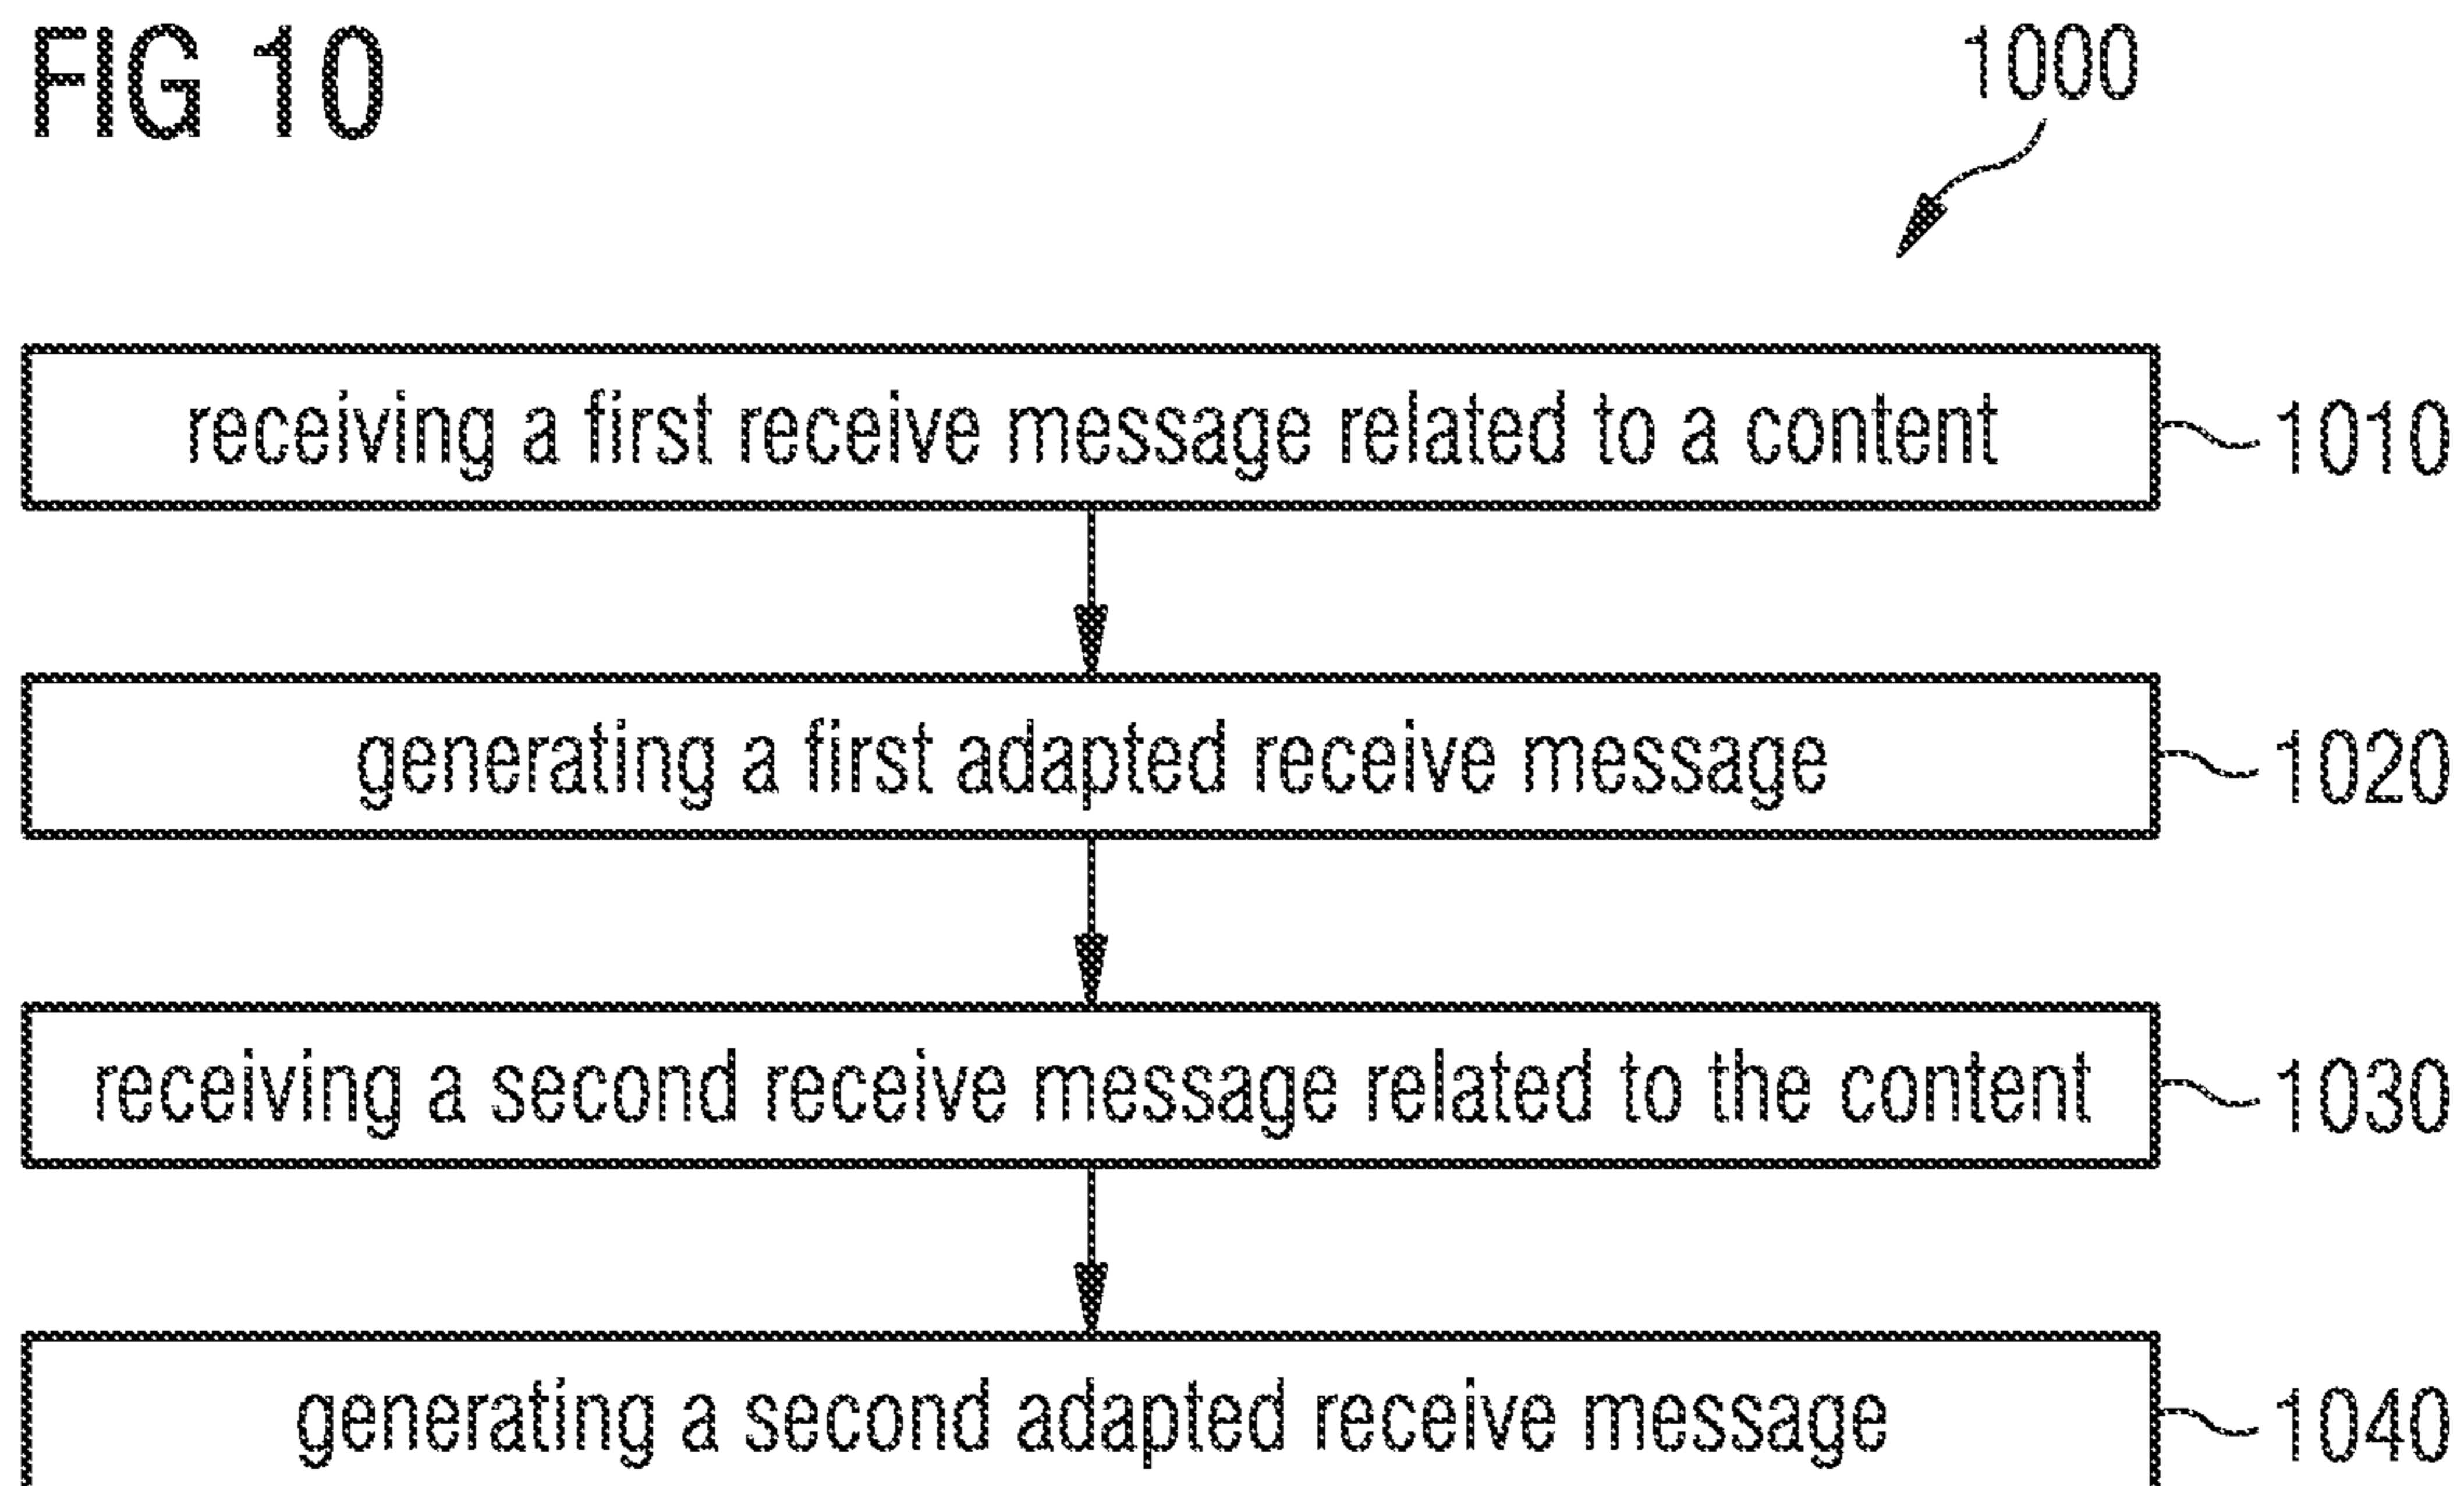 FIG 10
1000
receiving a first receive message related to a content
1010
generating a first adapted receive message
1020
receiving a second receive message related to the content
1030
generating a second adapted receive message
1040